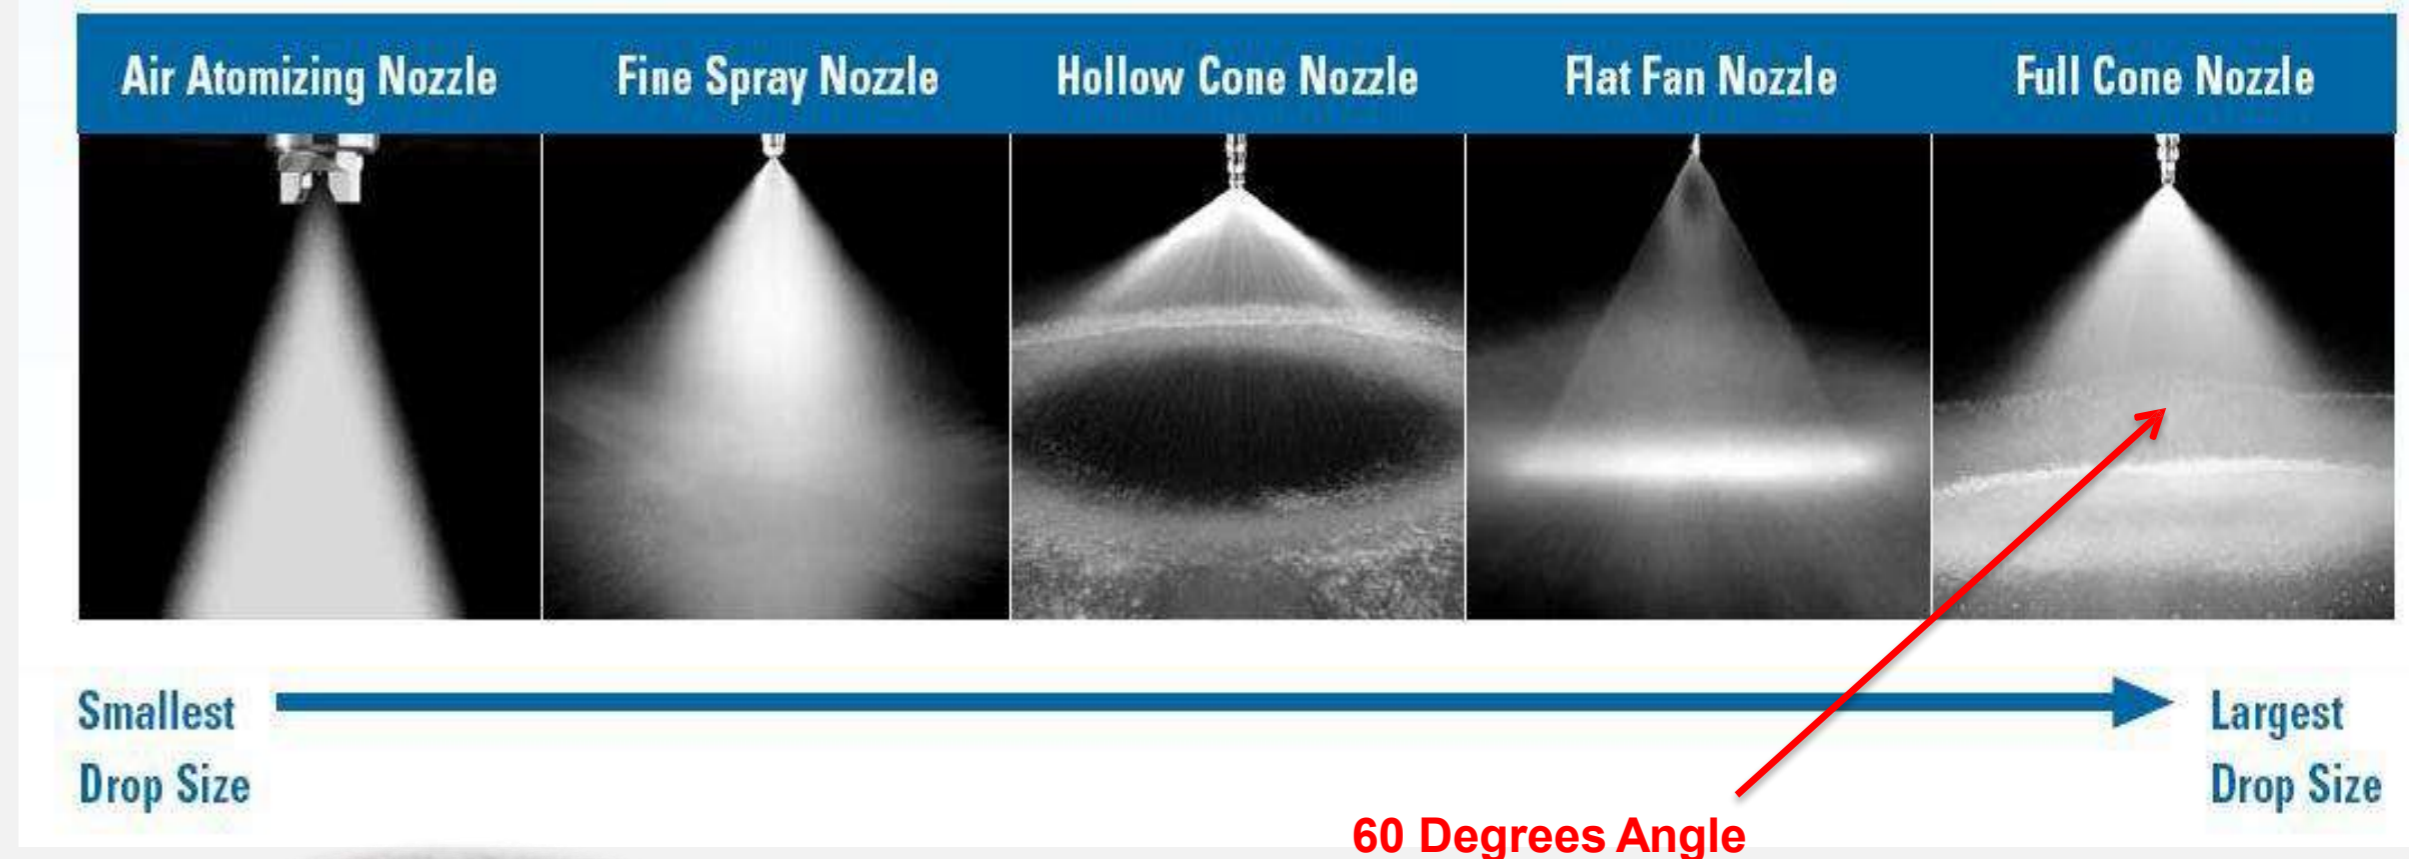 Air Atomizing Nozzle
Fine Spray Nozzle
Hollow Cone Nozzle
Flat Fan Nozzle
Full Cone Nozzle
Smallest
Drop Size
Largest
Drop Size
60 Degrees Angle